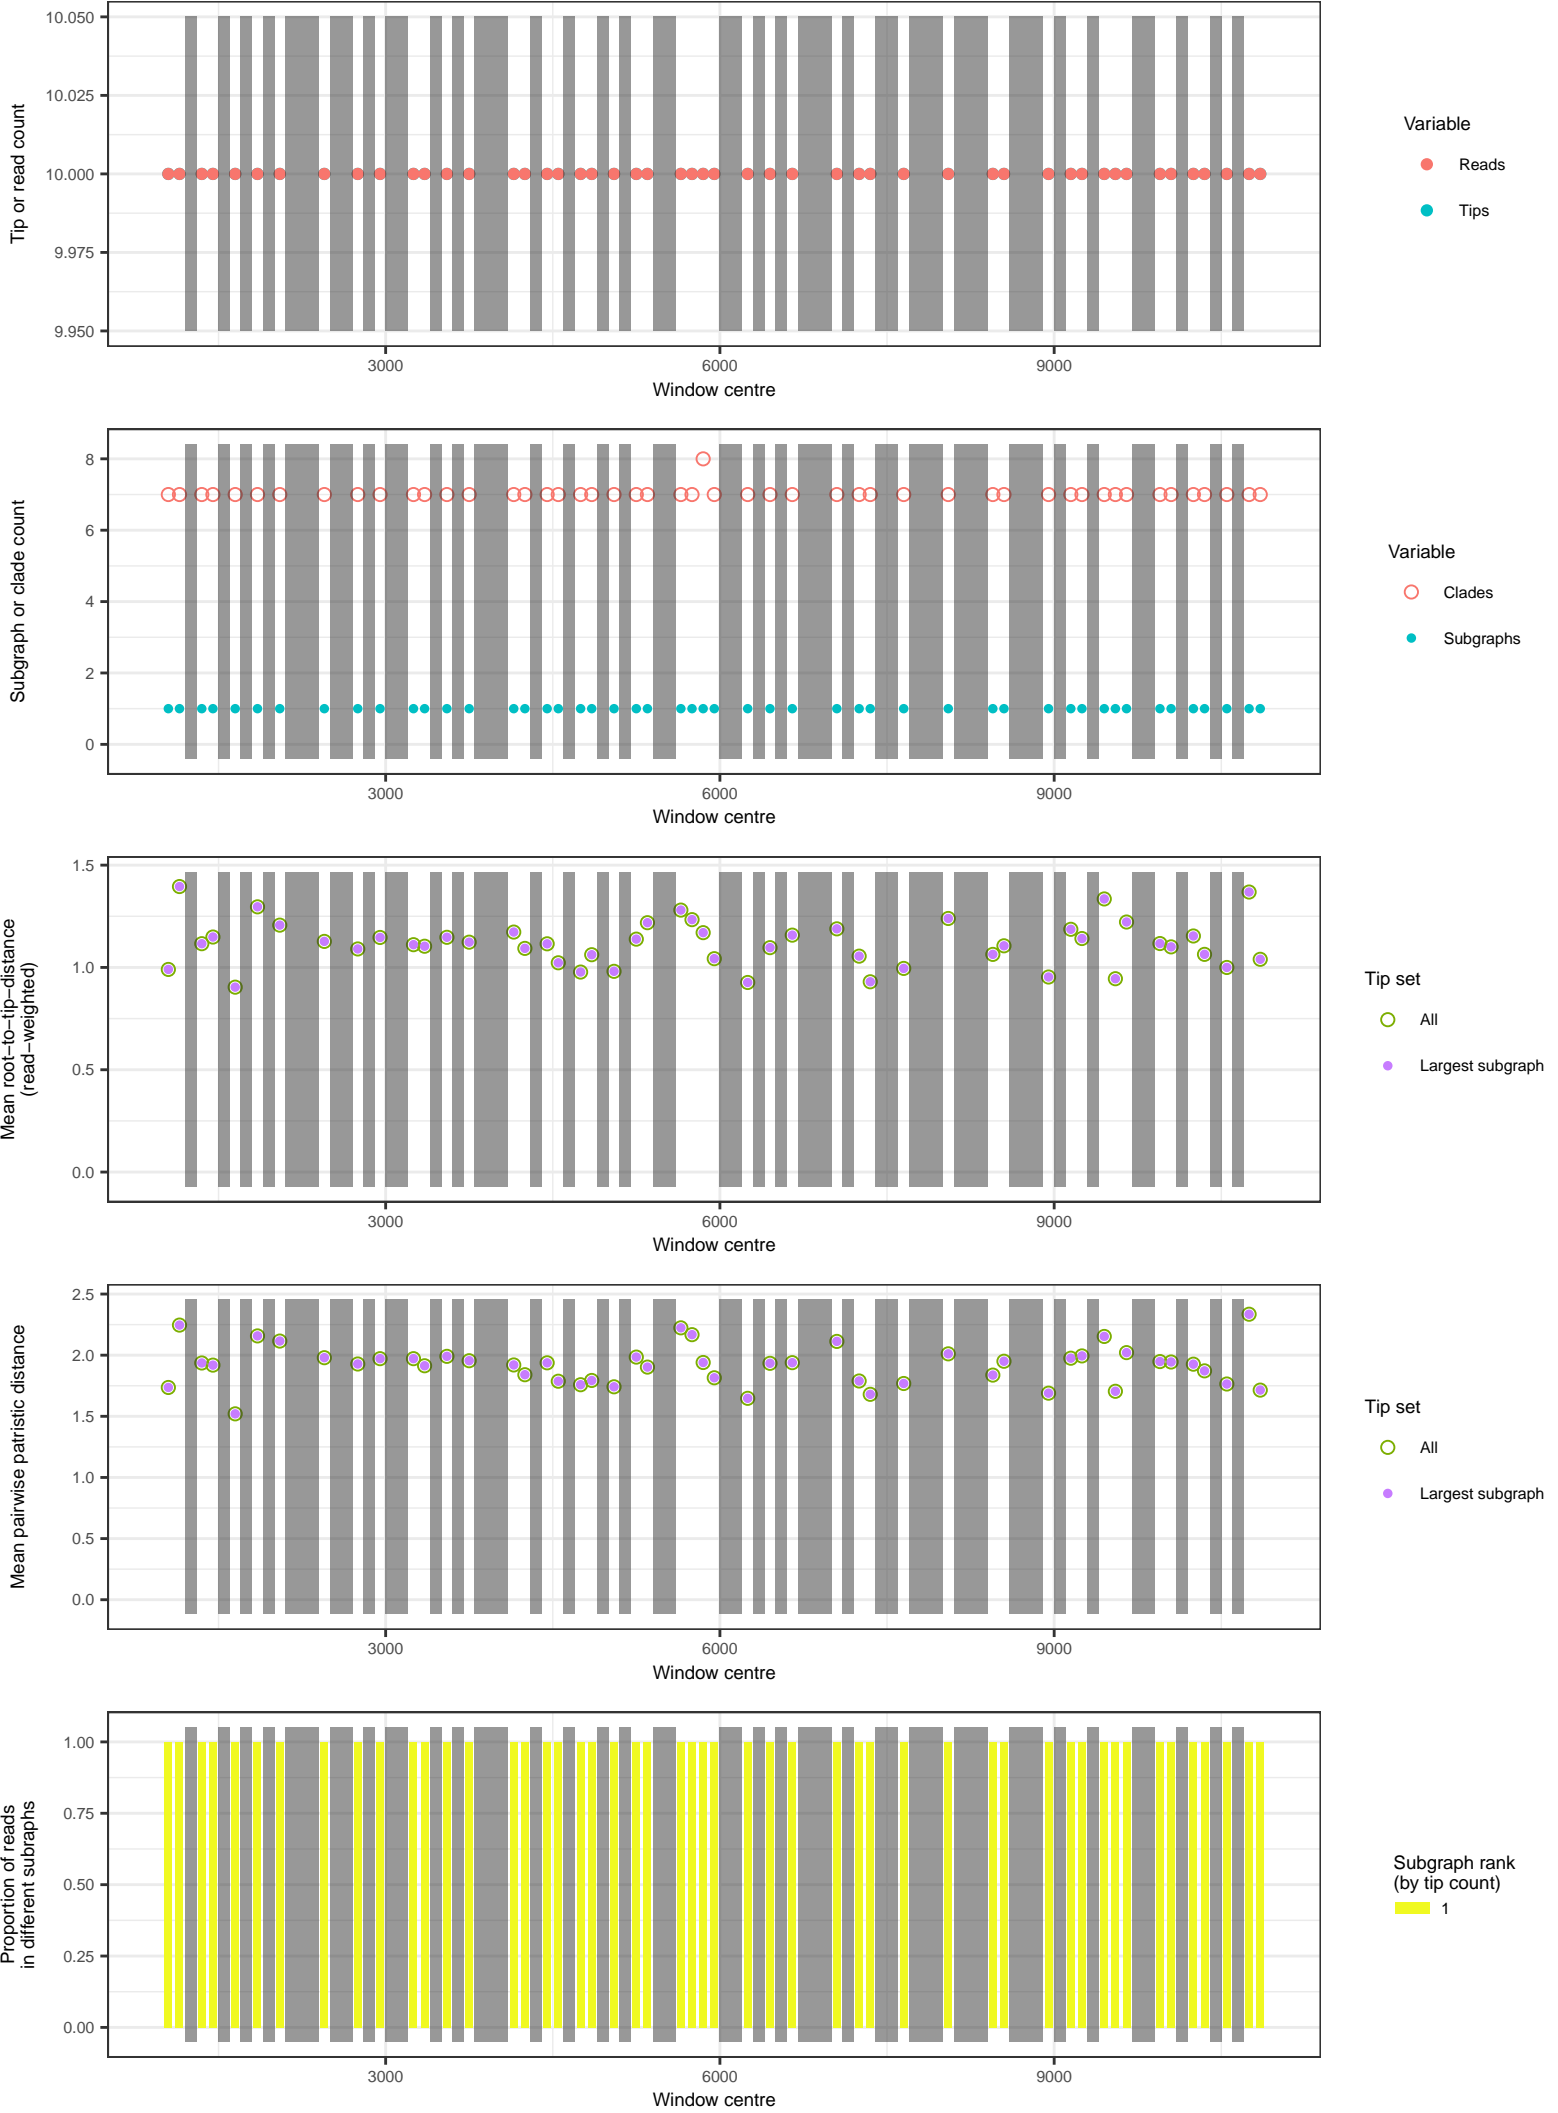 10.050
10.025
10.000
9.975
9.950
Tip or read count
3000
6000
9000
Window centre
Variable
Reads
Tips
8
6
4
2
0
Subgraph or clade count
3000
6000
9000
Window centre
Variable
Clades
Subgraphs
1.5
1.0
0.5
0.0
Mean root−to−tip−distance
(read−weighted)
3000
6000
9000
Window centre
Tip set
All
Largest subgraph
2.5
2.0
1.5
1.0
0.5
0.0
Mean pairwise patristic distance
3000
6000
9000
Window centre
Tip set
All
Largest subgraph
1.00
0.75
0.50
0.25
0.00
Proportion of reads
in different subraphs
3000
6000
9000
Window centre
Subgraph rank
(by tip count)
1